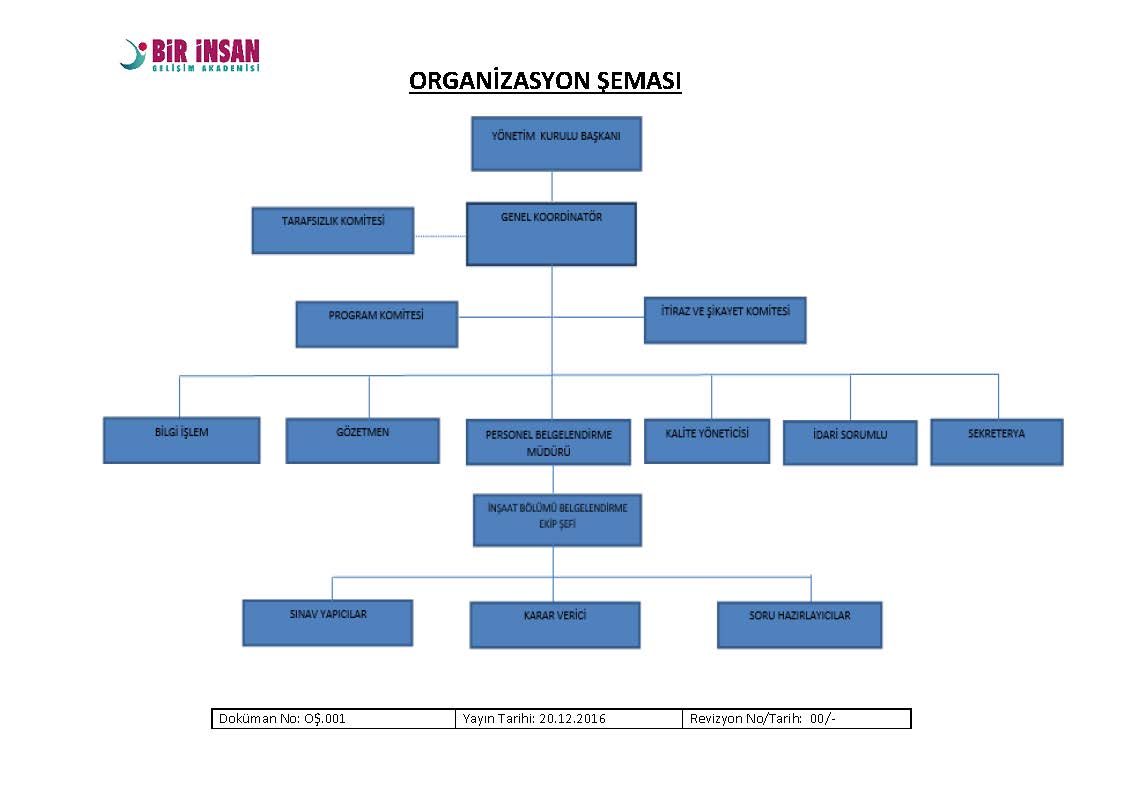 BİR İNSAN
GELİŞİM AKADEMİSİ
ORGANİZASYON ŞEMASI
YÖNETİM KURULU BAŞKANI
TARAFSIZLIK KOMİTESİ
GENEL KOORDİNATÖR
PROGRAM KOMİTESİ
İTİRAZ VE ŞİKAYET KOMİTESİ
BİLGİ İŞLEM
GÖZETMEN
PERSONEL BELGELENDİRME
MÜDÜRÜ
KALİTE YÖNETİCİSİ
İDARİ SORUMLU
SEKRETERYA
İNŞAAT BÖLÜMÜ BELGELENDİRME
EKİP ŞEFİ
SINAV YAPICILAR
KARAR VERİCİ
SORU HAZIRLAYICILAR
Doküman No: OŞ.001
Yayın Tarihi: 20.12.2016
Revizyon No/Tarih: 00/-